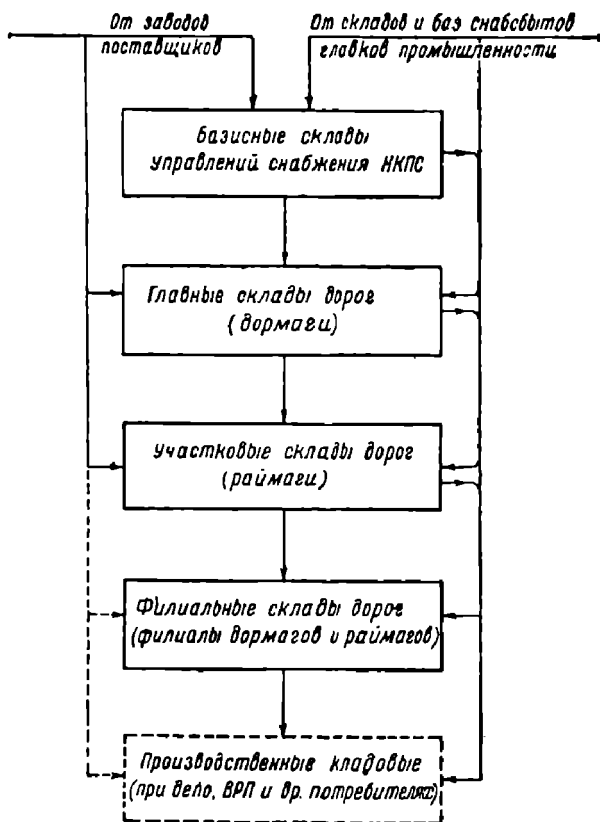 От заводов
поставщиков
От складов и баз снабсбытов
главков промышленности
Базисные склады
управлений снабжения НКПС
Главные склады дорог
(дормаги)
Участковые склады дорог
(раймаги)
Филиальные склады дорог
(филиалы дормагов и раймагов)
Производственные кладовые
(при депо, ВРП и др. потребителях)